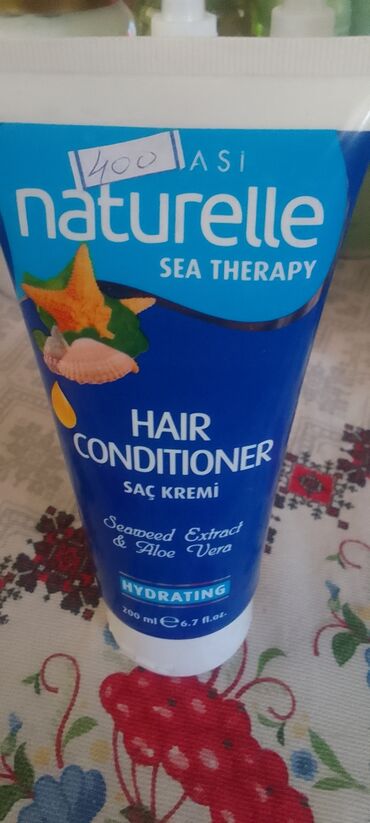 400
ASİ
naturelle
SEA THERAPY
HAIR
CONDITIONER
SAÇ KREMİ
Seaweed Extract
& Aloe Vera
HYDRATING
200 ml ℮ 6.7 fl.oz.